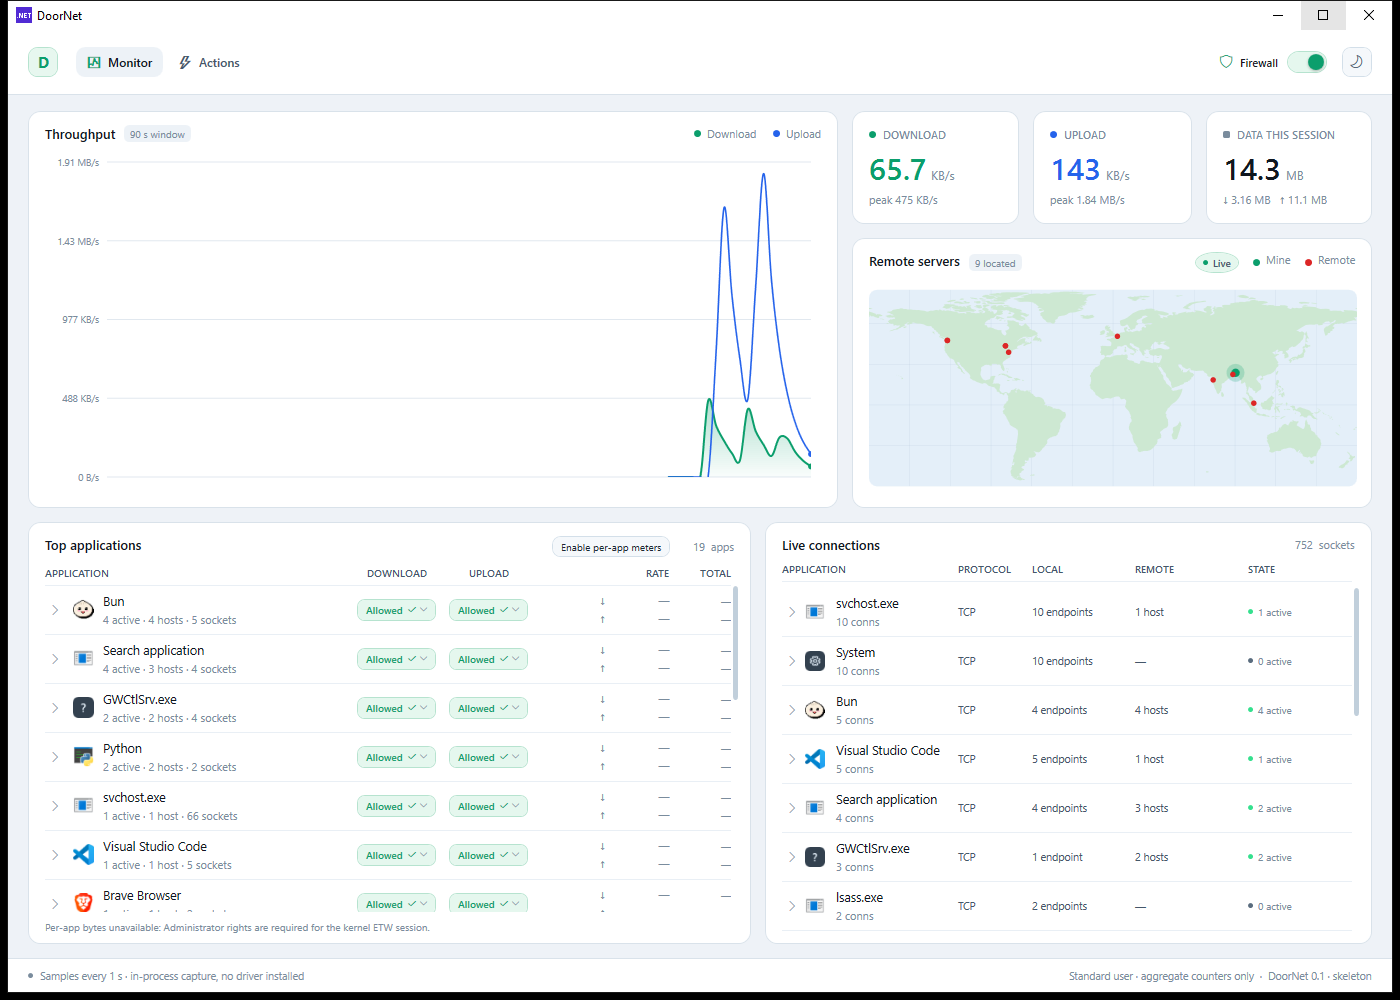 .NET DoorNet
D Monitor Actions Firewall
Throughput 90 s window Download Upload
1.91 MB/s
1.43 MB/s
977 KB/s
488 KB/s
0 B/s
DOWNLOAD
65.7 KB/s
peak 475 KB/s
UPLOAD
143 KB/s
peak 1.84 MB/s
DATA THIS SESSION
14.3 MB
↓ 3.16 MB ↑ 11.1 MB
Remote servers 9 located Live Mine Remote
Top applications Enable per-app meters 19 apps
APPLICATION DOWNLOAD UPLOAD RATE TOTAL
Bun Allowed Allowed ↓ — —
4 active · 4 hosts · 5 sockets ↑ — —
Search application Allowed Allowed ↓ — —
4 active · 3 hosts · 4 sockets ↑ — —
GWCtlSrv.exe Allowed Allowed ↓ — —
? 2 active · 2 hosts · 4 sockets ↑ — —
Python Allowed Allowed ↓ — —
2 active · 2 hosts · 2 sockets ↑ — —
svchost.exe Allowed Allowed ↓ — —
1 active · 1 host · 66 sockets ↑ — —
Visual Studio Code Allowed Allowed ↓ — —
1 active · 1 host · 5 sockets ↑ — —
Brave Browser Allowed Allowed ↓ — —
Per-app bytes unavailable: Administrator rights are required for the kernel ETW session.
Live connections 752 sockets
APPLICATION PROTOCOL LOCAL REMOTE STATE
svchost.exe TCP 10 endpoints 1 host 1 active
10 conns
System TCP 10 endpoints — 0 active
10 conns
Bun TCP 4 endpoints 4 hosts 4 active
5 conns
Visual Studio Code TCP 5 endpoints 1 host 1 active
5 conns
Search application TCP 4 endpoints 3 hosts 2 active
4 conns
? GWCtlSrv.exe TCP 1 endpoint 2 hosts 2 active
3 conns
lsass.exe TCP 2 endpoints — 0 active
2 conns
Samples every 1 s · in-process capture, no driver installed
Standard user · aggregate counters only · DoorNet 0.1 · skeleton